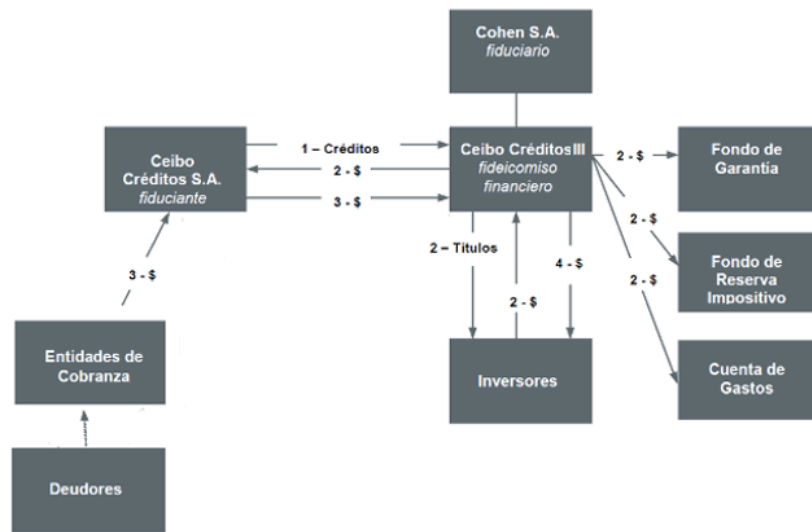 Cohen S.A.
fiduciario
Ceibo
Créditos S.A.
fiduciante
1 – Créditos
2 - $
3 - $
Ceibo Créditos III
fideicomiso
financiero
2 - $
Fondo de
Garantía
2 - $
Fondo de
Reserva
Impositivo
2 - $
Cuenta de
Gastos
2 – Titulos
2 - $
4 - $
Inversores
3 - $
Entidades de
Cobranza
Deudores